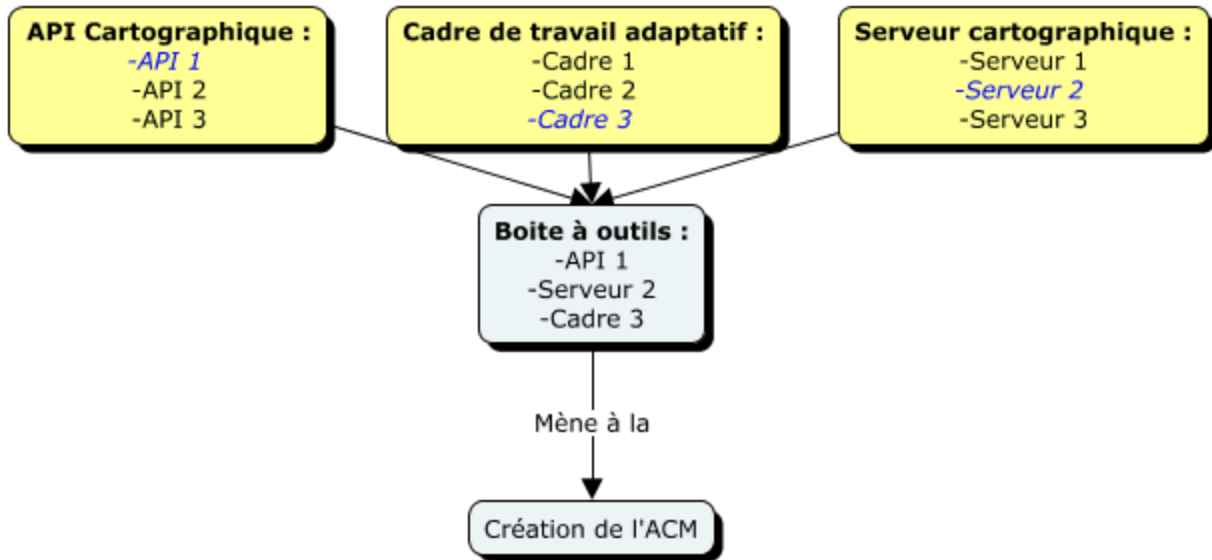 API Cartographique :
-API 1
-API 2
-API 3
Cadre de travail adaptatif :
-Cadre 1
-Cadre 2
-Cadre 3
Serveur cartographique :
-Serveur 1
-Serveur 2
-Serveur 3
Boite à outils :
-API 1
-Serveur 2
-Cadre 3
Mène à la
Création de l'ACM